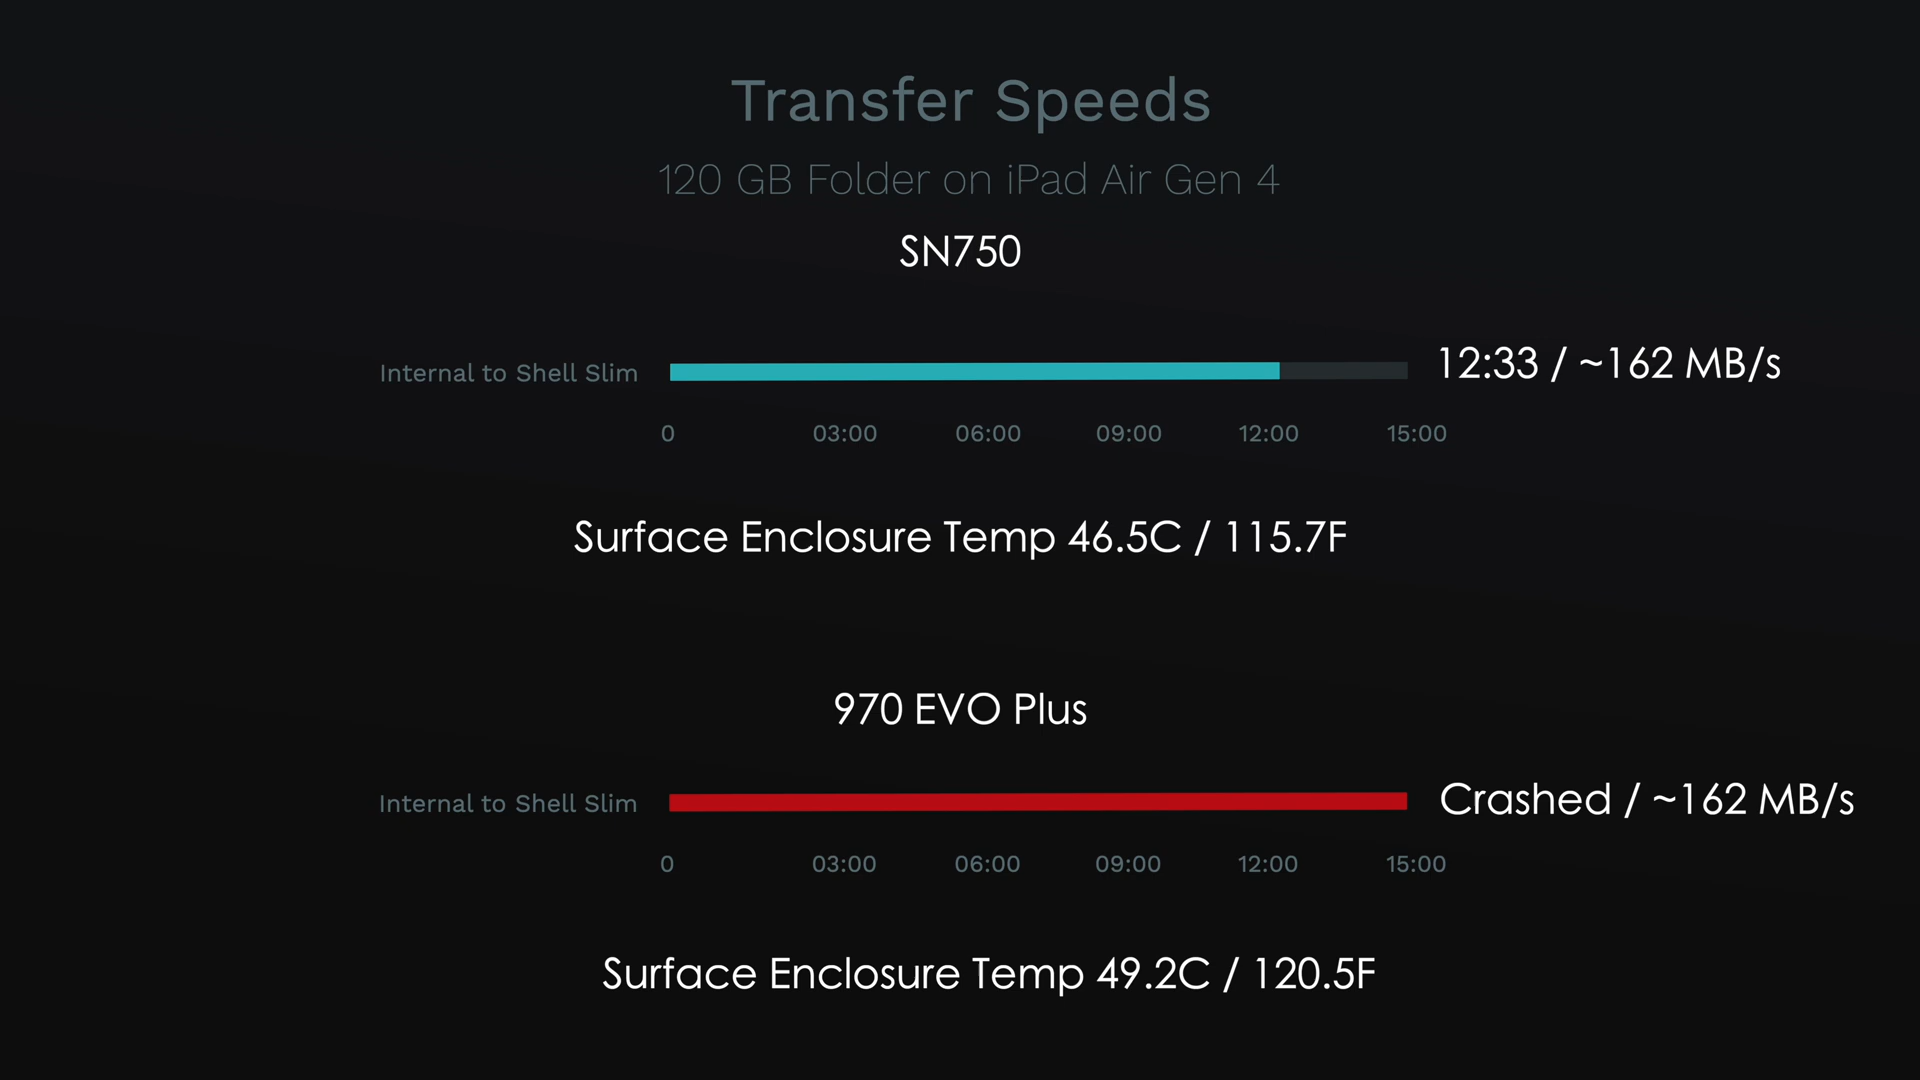 Transfer Speeds
120 GB Folder on iPad Air Gen 4
SN750
Internal to Shell Slim 12:33 / ~162 MB/s
0 03:00 06:00 09:00 12:00 15:00
Surface Enclosure Temp 46.5C / 115.7F
970 EVO Plus
Internal to Shell Slim Crashed / ~162 MB/s
0 03:00 06:00 09:00 12:00 15:00
Surface Enclosure Temp 49.2C / 120.5F